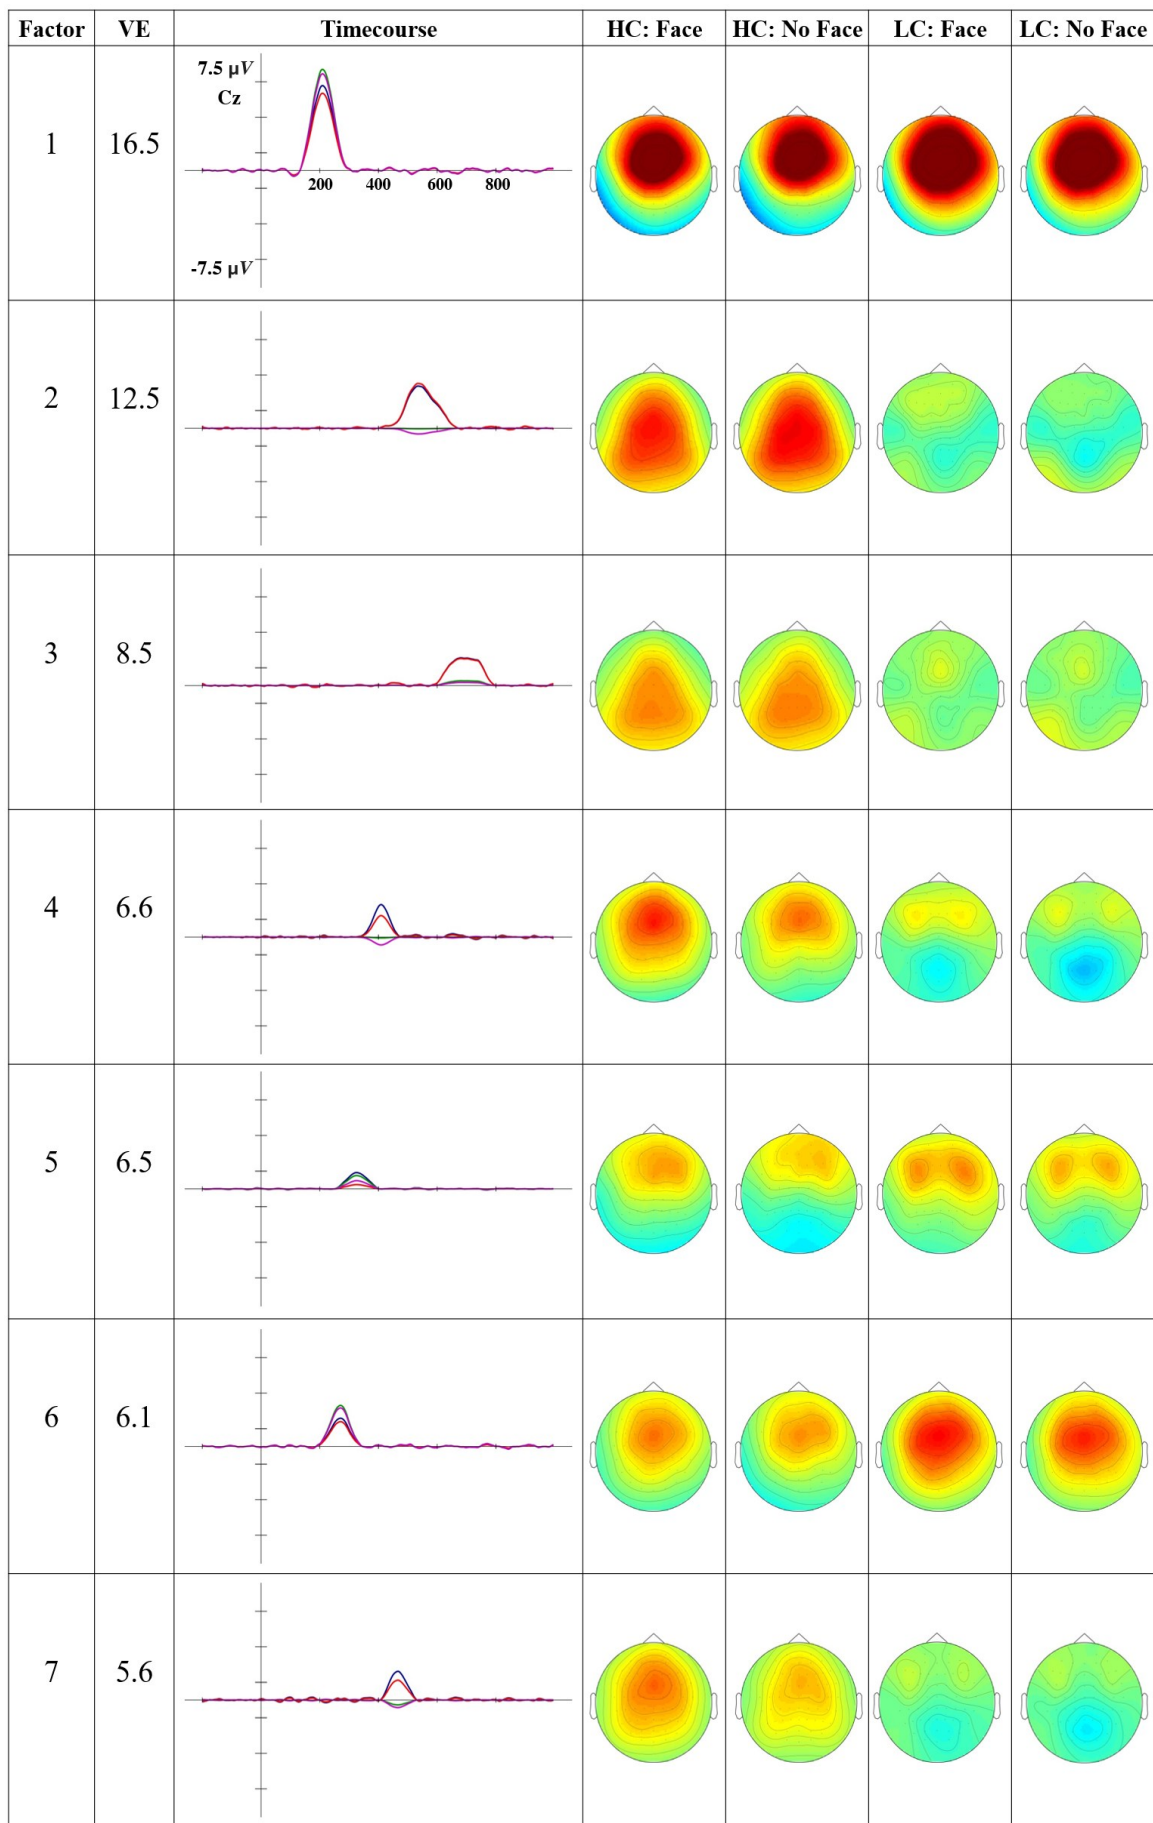 Factor VE Timecourse HC: Face HC: No Face LC: Face LC: No Face
7.5 µV
Cz
1 16.5
200 400 600 800
-7.5 µV
2 12.5
3 8.5
4 6.6
5 6.5
6 6.1
7 5.6